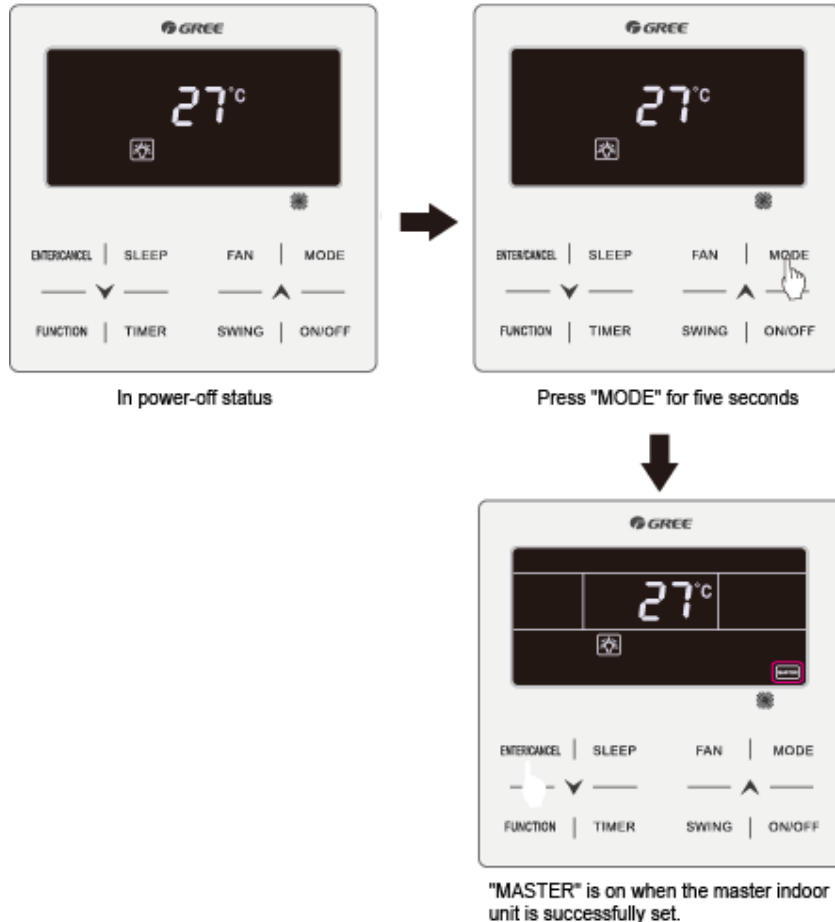 GREE
27°C
ENTER/CANCEL SLEEP FAN MODE
FUNCTION TIMER SWING ON/OFF
In power-off status
GREE
27°C
ENTER/CANCEL SLEEP FAN MODE
FUNCTION TIMER SWING ON/OFF
Press "MODE" for five seconds
GREE
27°C
MASTER
ENTER/CANCEL SLEEP FAN MODE
FUNCTION TIMER SWING ON/OFF
"MASTER" is on when the master indoor
unit is successfully set.